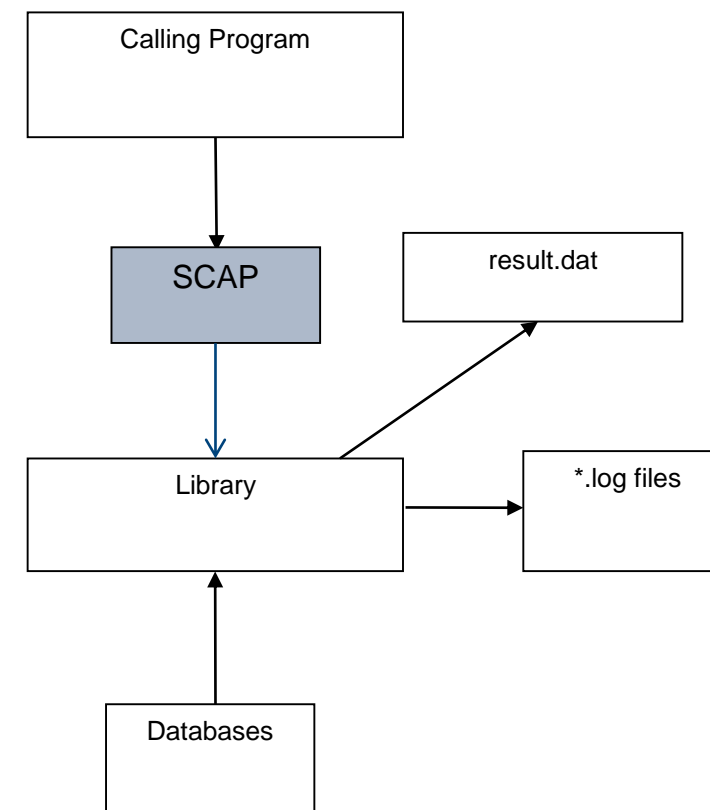 Calling Program
SCAP
result.dat
Library
*.log files
Databases